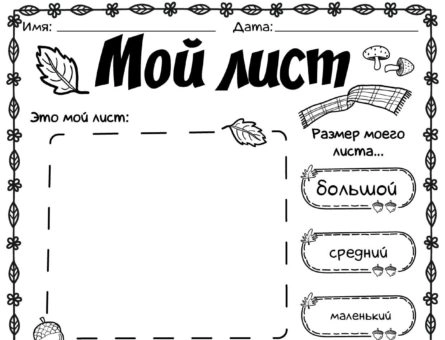 Имя: Дата:
Мой лист
Это мой лист:
Размер моего
листа...
большой
средний
маленький